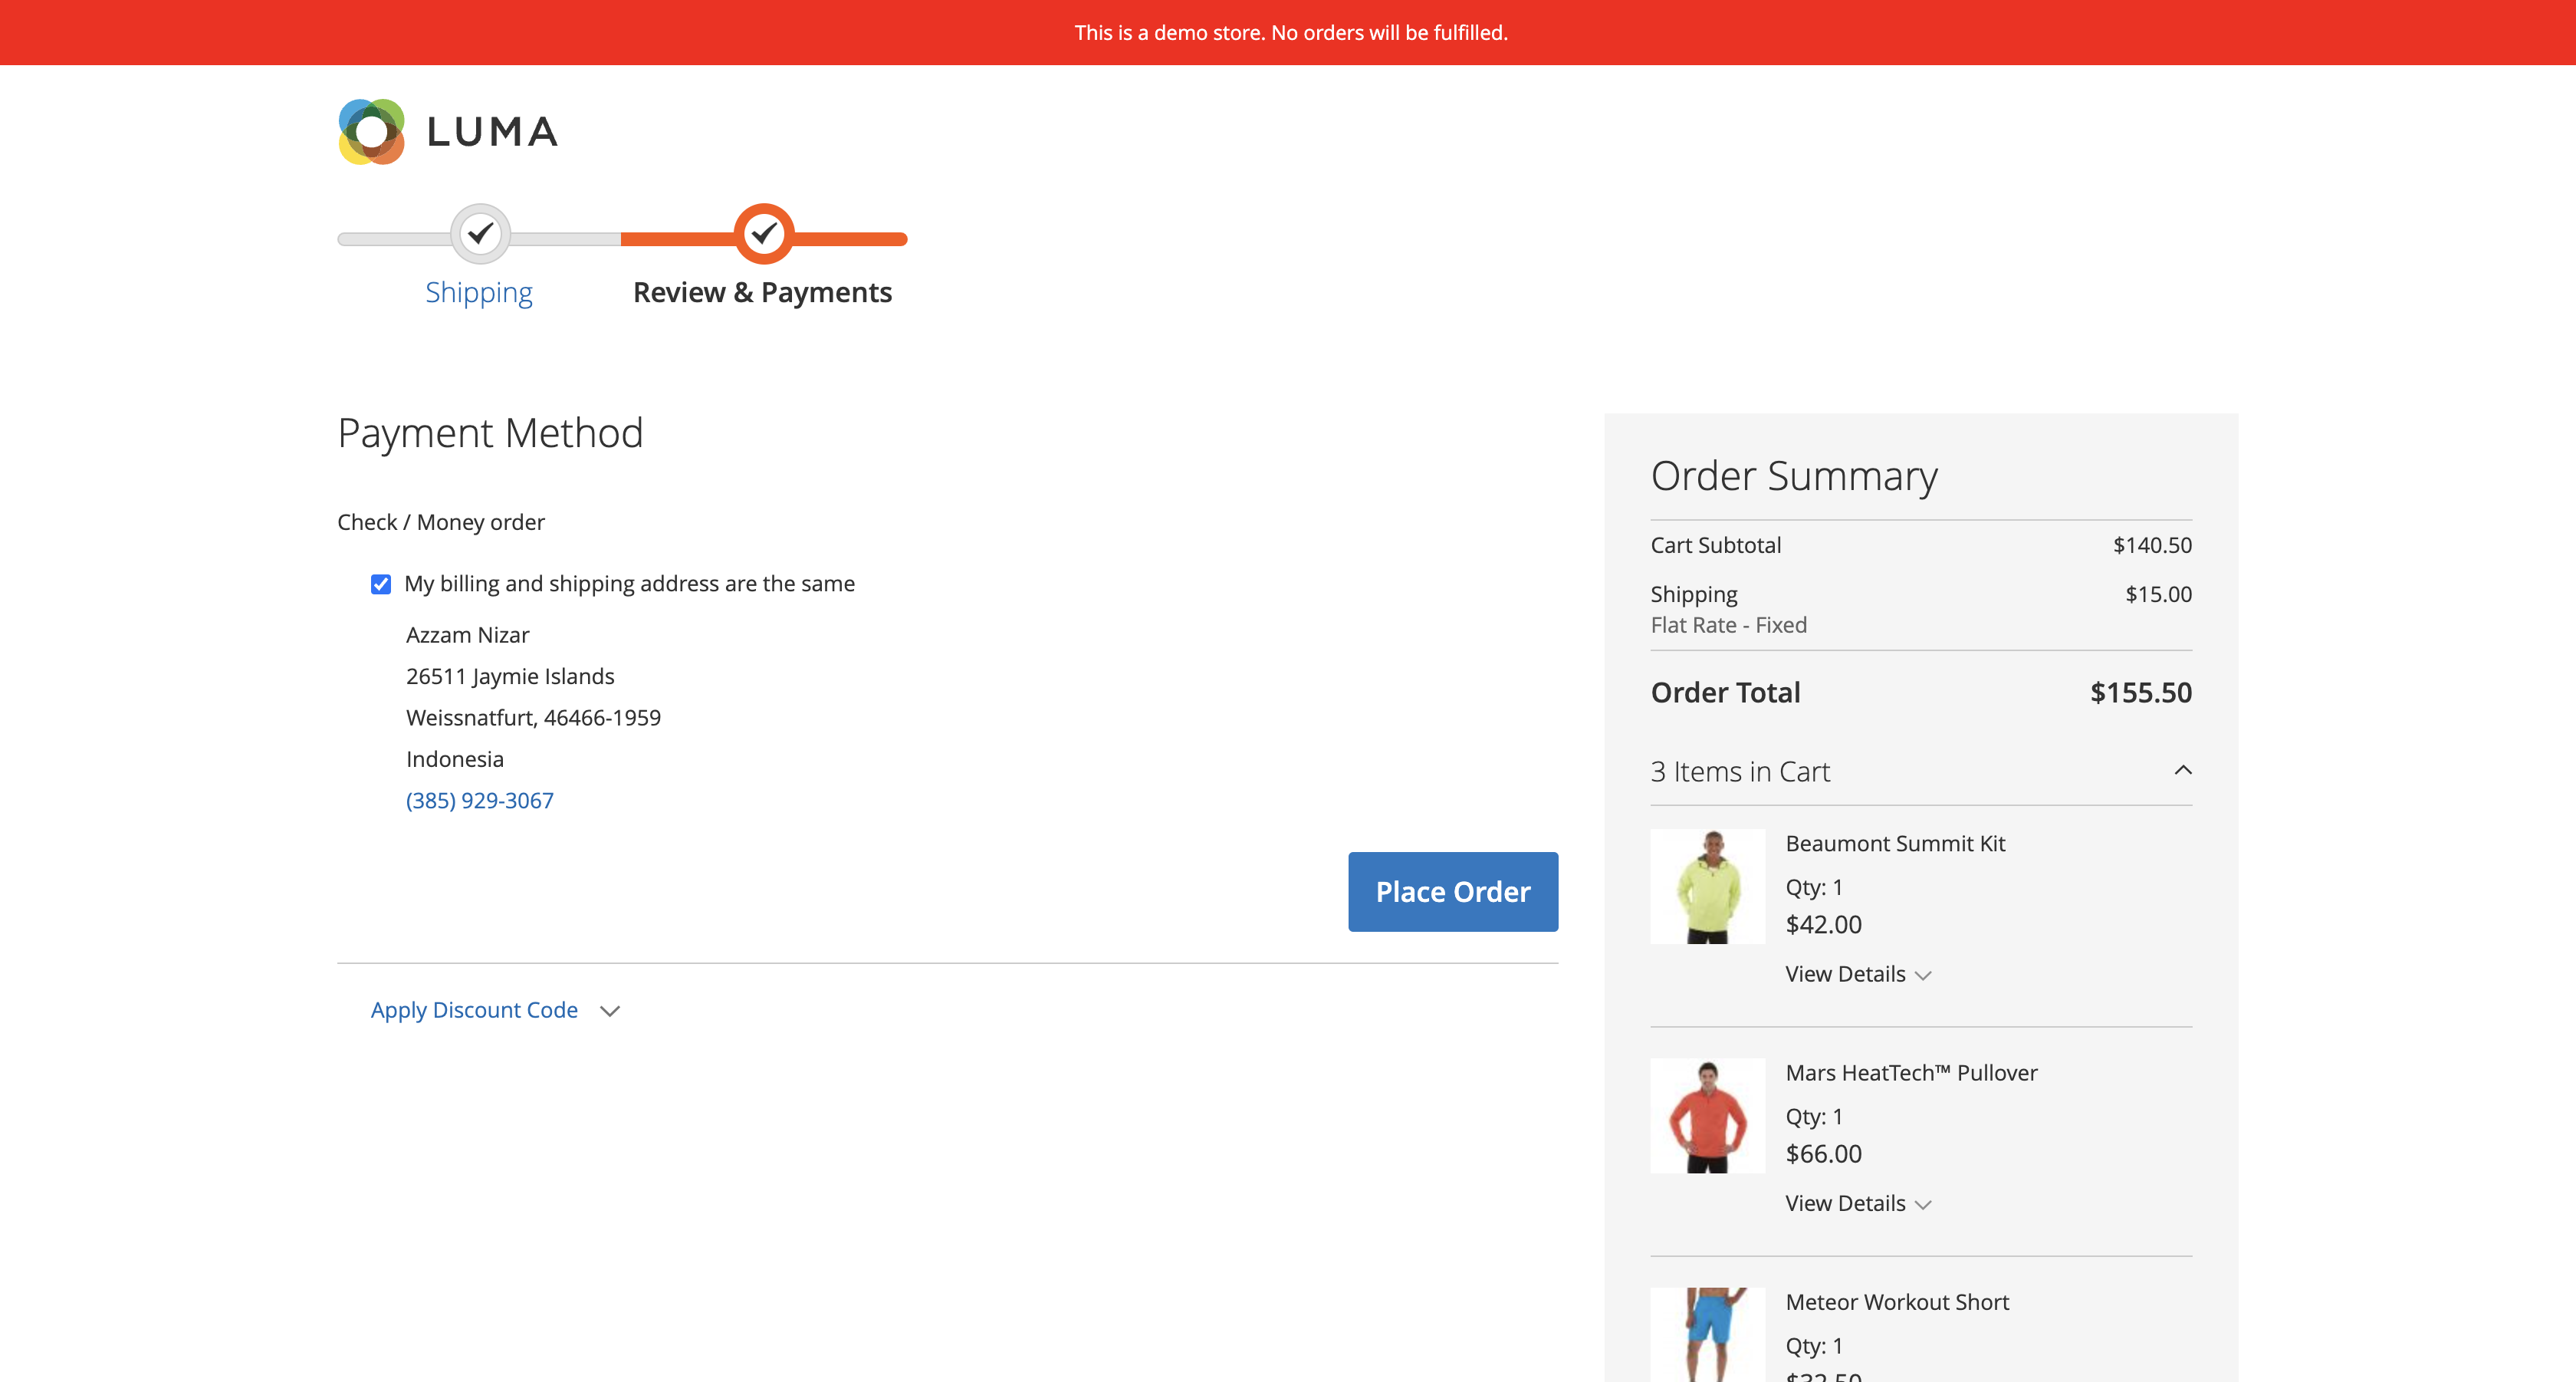 This is a demo store. No orders will be fulfilled.
LUMA
Shipping
Review & Payments
Payment Method
Check / Money order
My billing and shipping address are the same
Azzam Nizar
26511 Jaymie Islands
Weissnatfurt, 46466-1959
Indonesia
(385) 929-3067
Place Order
Apply Discount Code
Order Summary
Cart Subtotal $140.50
Shipping $15.00
Flat Rate - Fixed
Order Total $155.50
3 Items in Cart
Beaumont Summit Kit
Qty: 1
$42.00
View Details
Mars HeatTech™ Pullover
Qty: 1
$66.00
View Details
Meteor Workout Short
Qty: 1
$32.50